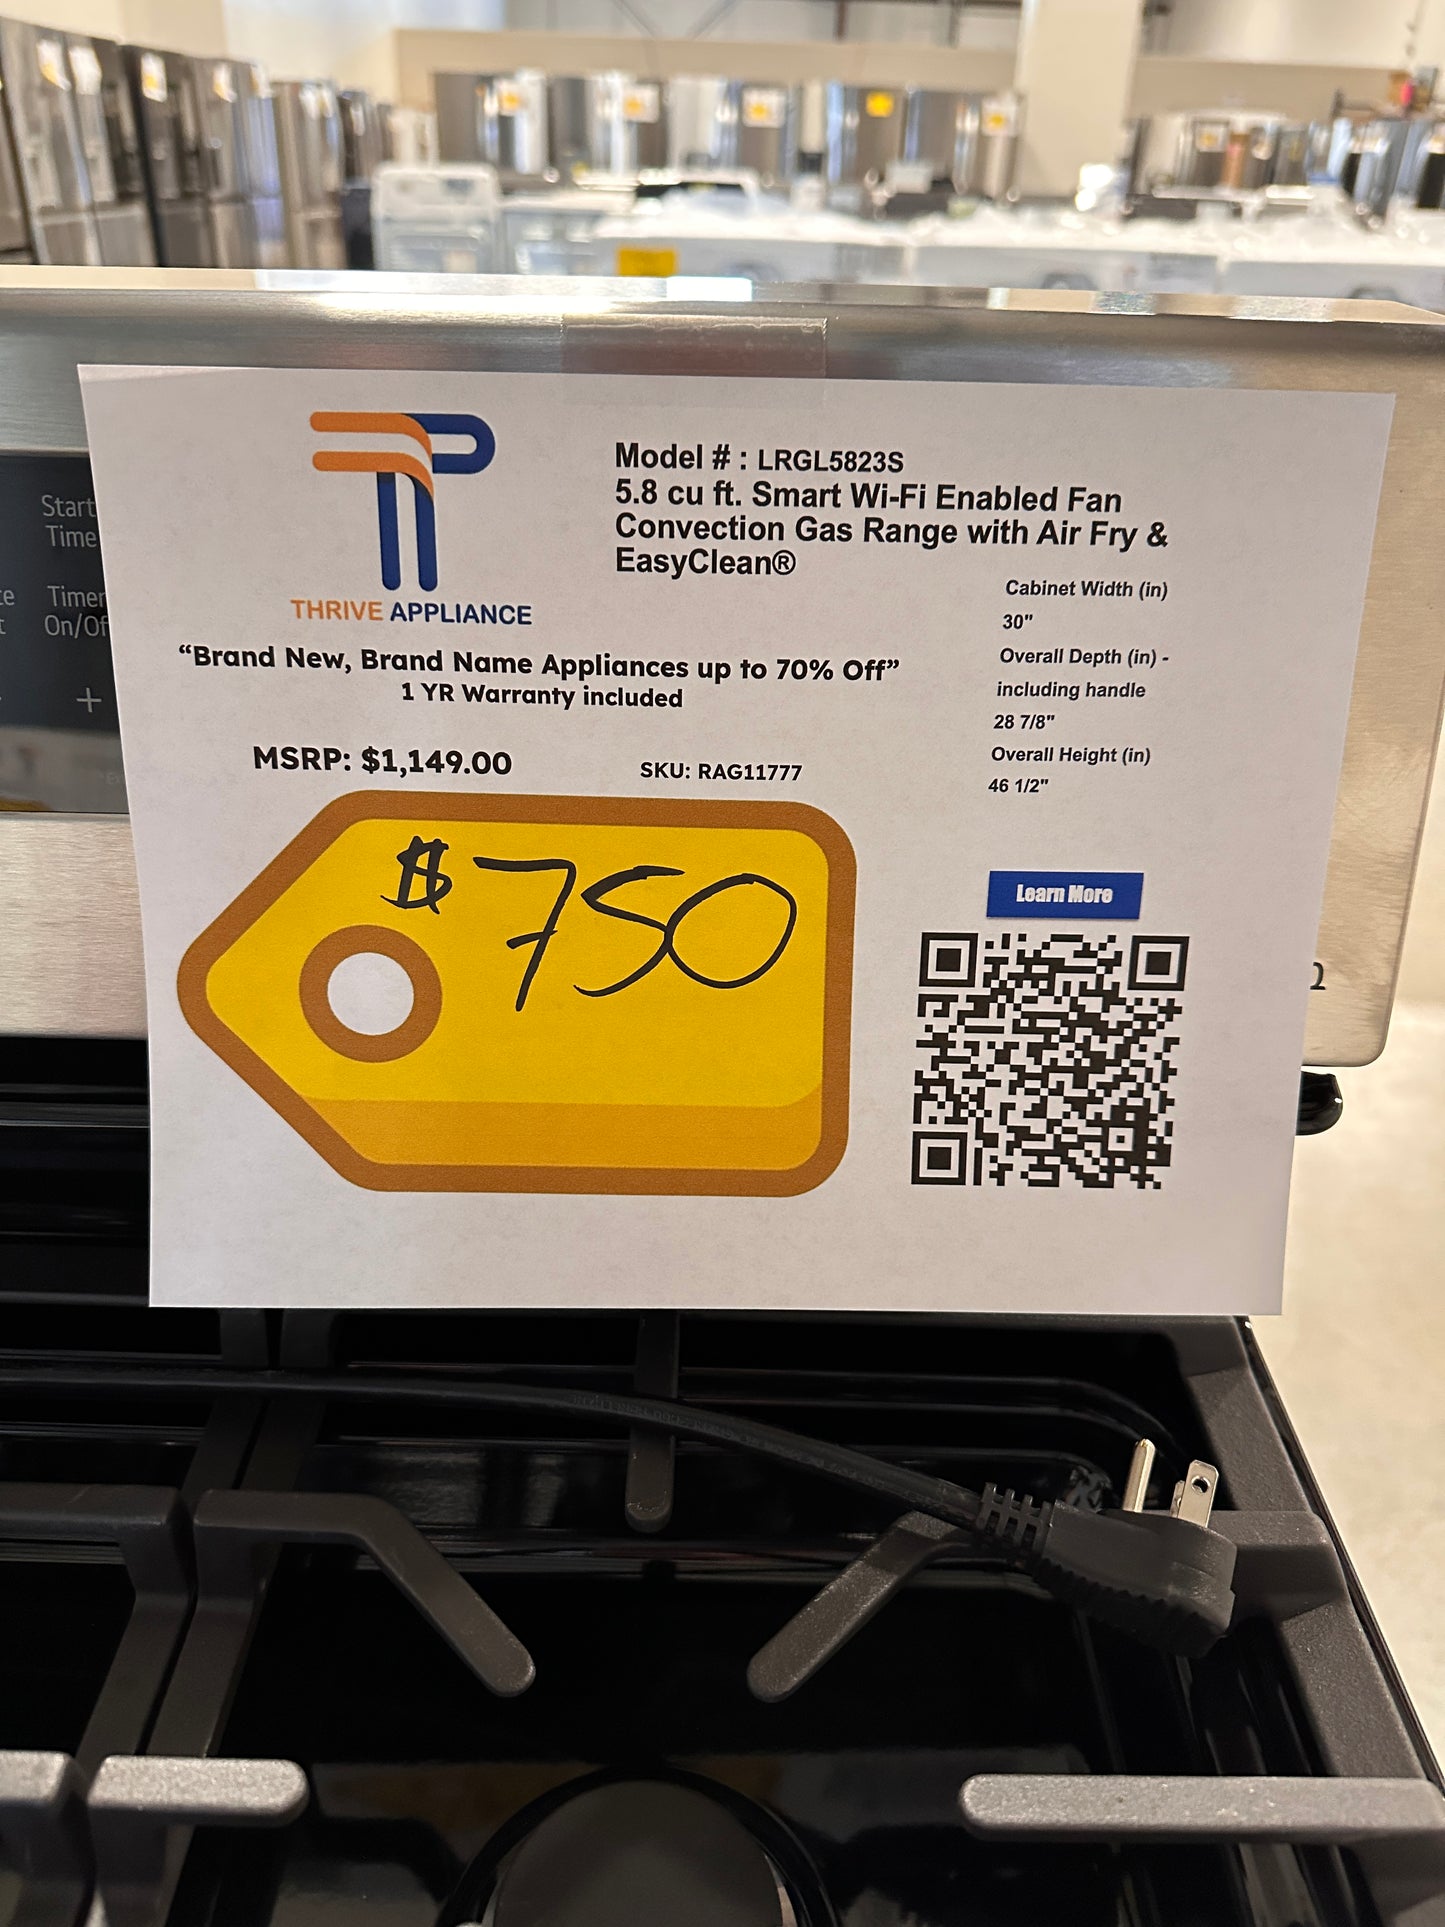 Start
Time
Timer
On/Of
+
THRIVE APPLIANCE
Model # : LRGL5823S
5.8 cu ft. Smart Wi-Fi Enabled Fan
Convection Gas Range with Air Fry &
EasyClean®
Cabinet Width (in)
30"
Overall Depth (in) -
including handle
28 7/8"
Overall Height (in)
46 1/2"
“Brand New, Brand Name Appliances up to 70% Off”
1 YR Warranty included
MSRP: $1,149.00
SKU: RAG11777
$750
Learn More